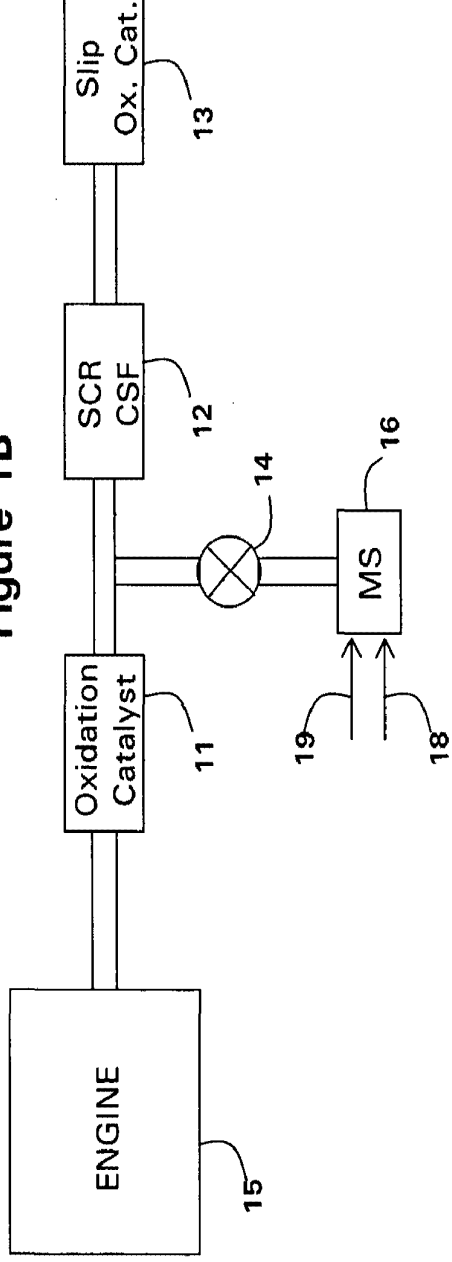 Figure 1B
ENGINE
15
Oxidation
Catalyst
11
SCR
CSF
12
Slip
Ox. Cat.
13
14
MS
16
19
18